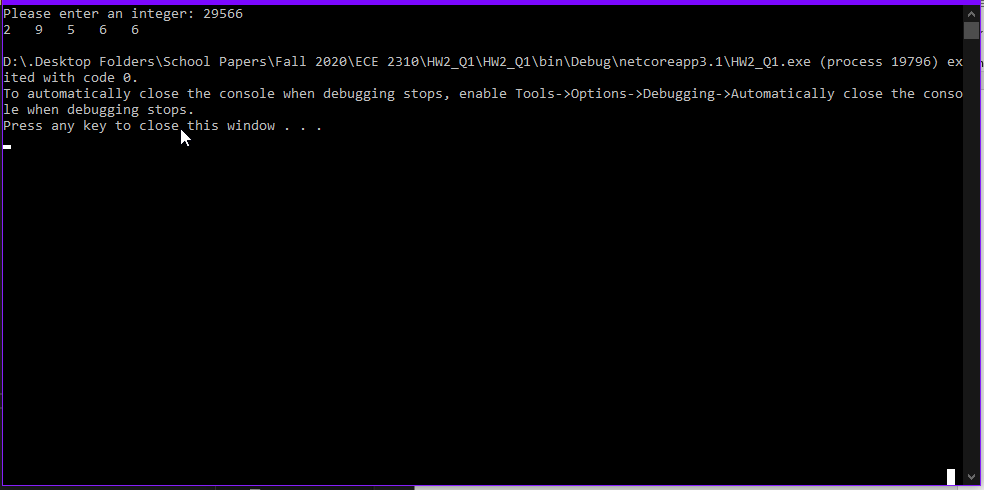 Please enter an integer: 29566
2   9   5   6   6
D:\.Desktop Folders\School Papers\Fall 2020\ECE 2310\HW2_Q1\HW2_Q1\bin\Debug\netcoreapp3.1\HW2_Q1.exe (process 19796) ex
ited with code 0.
To automatically close the console when debugging stops, enable Tools->Options->Debugging->Automatically close the conso
le when debugging stops.
Press any key to close this window . . .